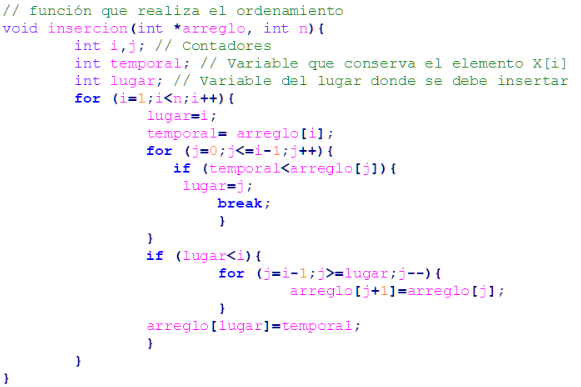 // función que realiza el ordenamiento
void insercion(int *arreglo, int n){
int i,j; // Contadores
int temporal; // Variable que conserva el elemento X[i]
int lugar; // Variable del lugar donde se debe insertar
for (i=1;i<n;i++){
lugar=i;
temporal= arreglo[i];
for (j=0;j<=i-1;j++){
if (temporal<arreglo[j]){
lugar=j;
break;
}
}
if (lugar<i){
for (j=i-1;j>=lugar;j--){
arreglo[j+1]=arreglo[j];
}
arreglo[lugar]=temporal;
}
}
}